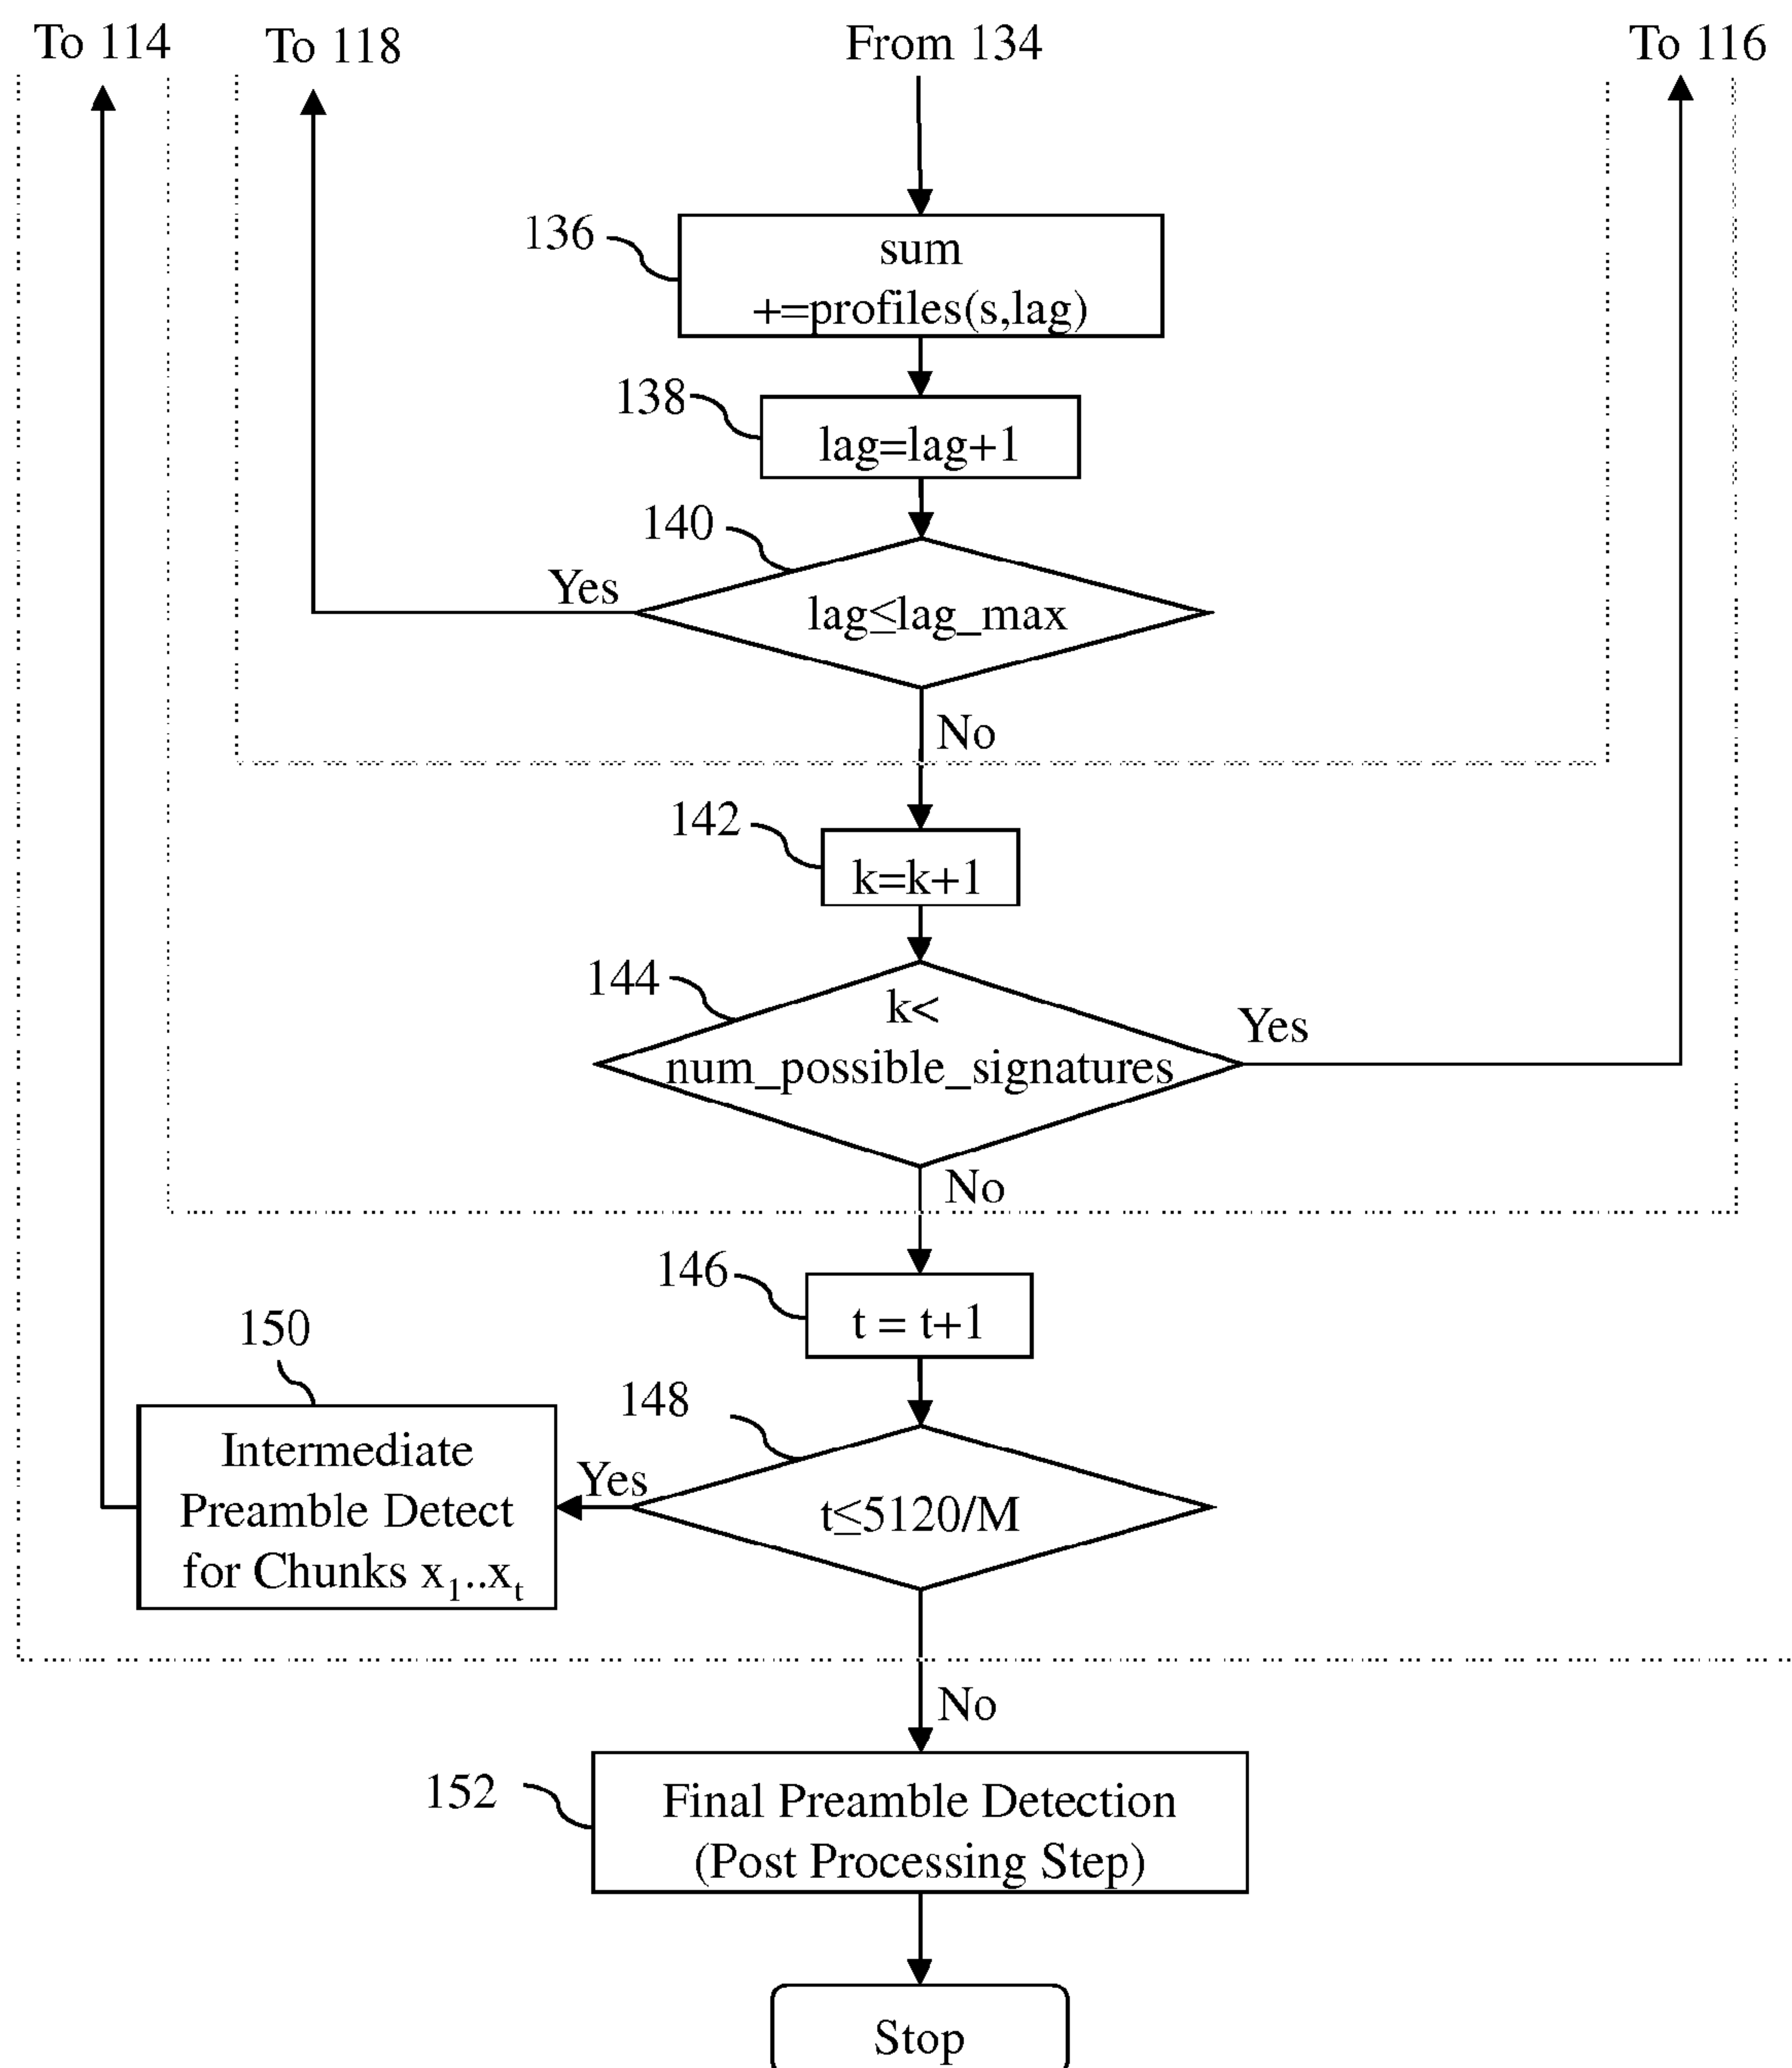 To 114
To 118
From 134
To 116
136
sum
+=profiles(s,lag)
138
lag=lag+1
140
Yes
lag≤lag_max
No
142
k=k+1
144
k<
num_possible_signatures
Yes
No
146
t = t+1
150
148
Intermediate
Preamble Detect
for Chunks x₁..xₜ
Yes
t≤5120/M
No
152
Final Preamble Detection
(Post Processing Step)
Stop